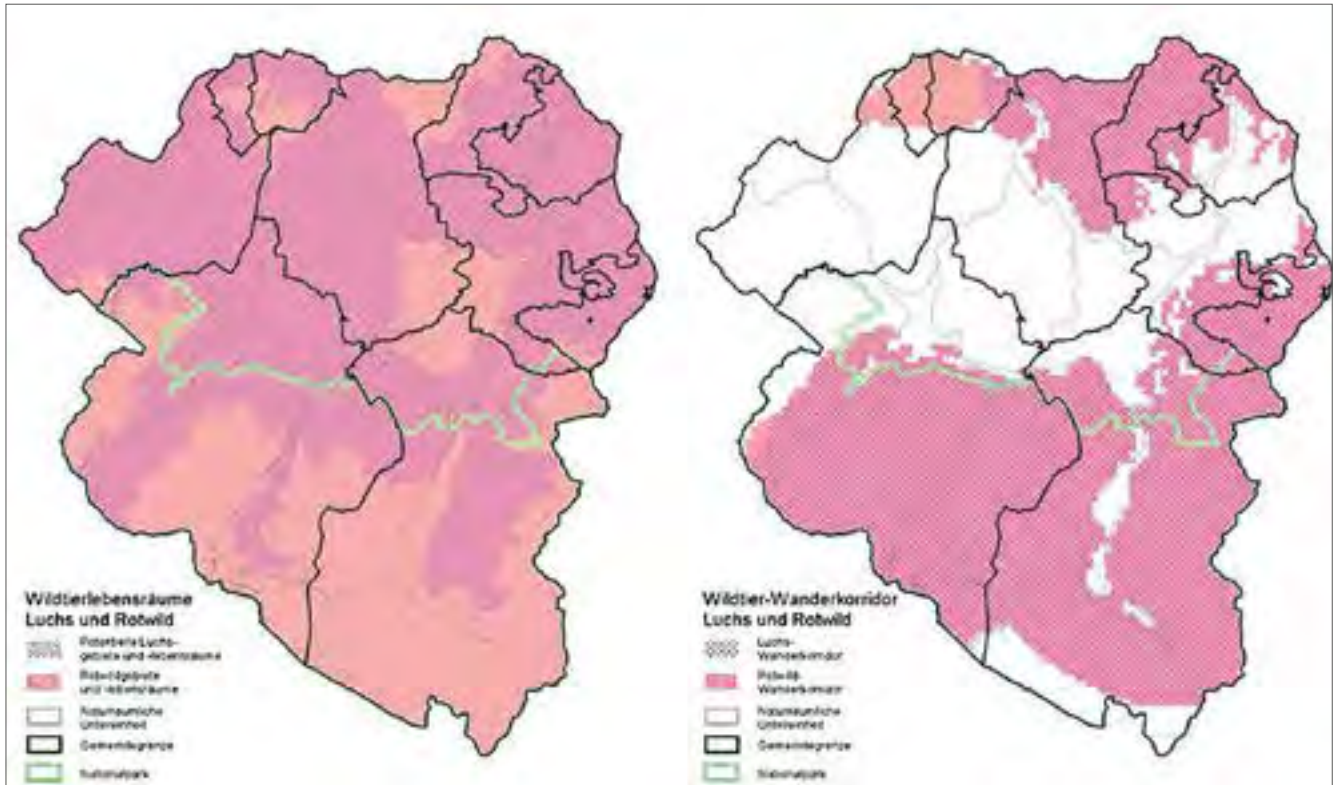 Wildtierlebensräume
Luchs und Rotwild
Potentielle Luchs-
gebiete und -lebensräume
Rotwildgebiete
und -lebensräume
Naturräumliche
Untereinheit
Gemeindegrenze
Nationalpark
Wildtier-Wanderkorridor
Luchs und Rotwild
Luchs-
Wanderkorridor
Rotwild-
Wanderkorridor
Naturräumliche
Untereinheit
Gemeindegrenze
Nationalpark